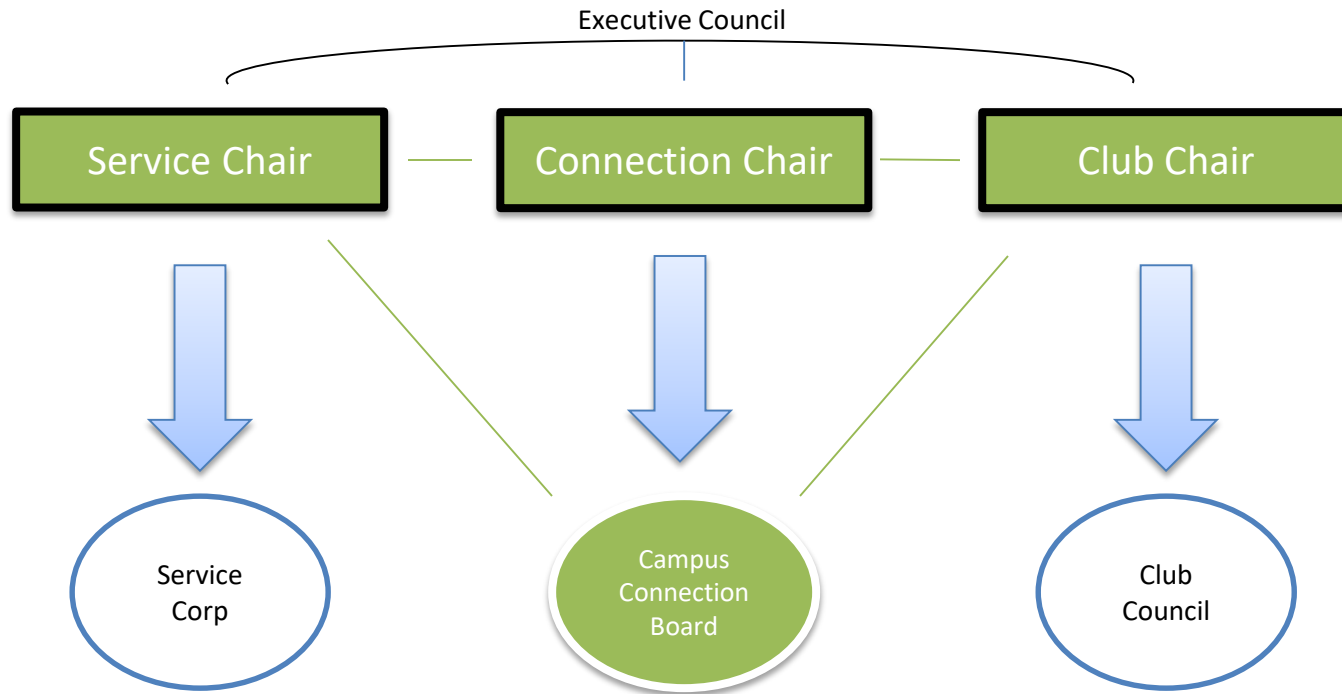 Executive Council
Service Chair
Connection Chair
Club Chair
Service
Corp
Campus
Connection
Board
Club
Council